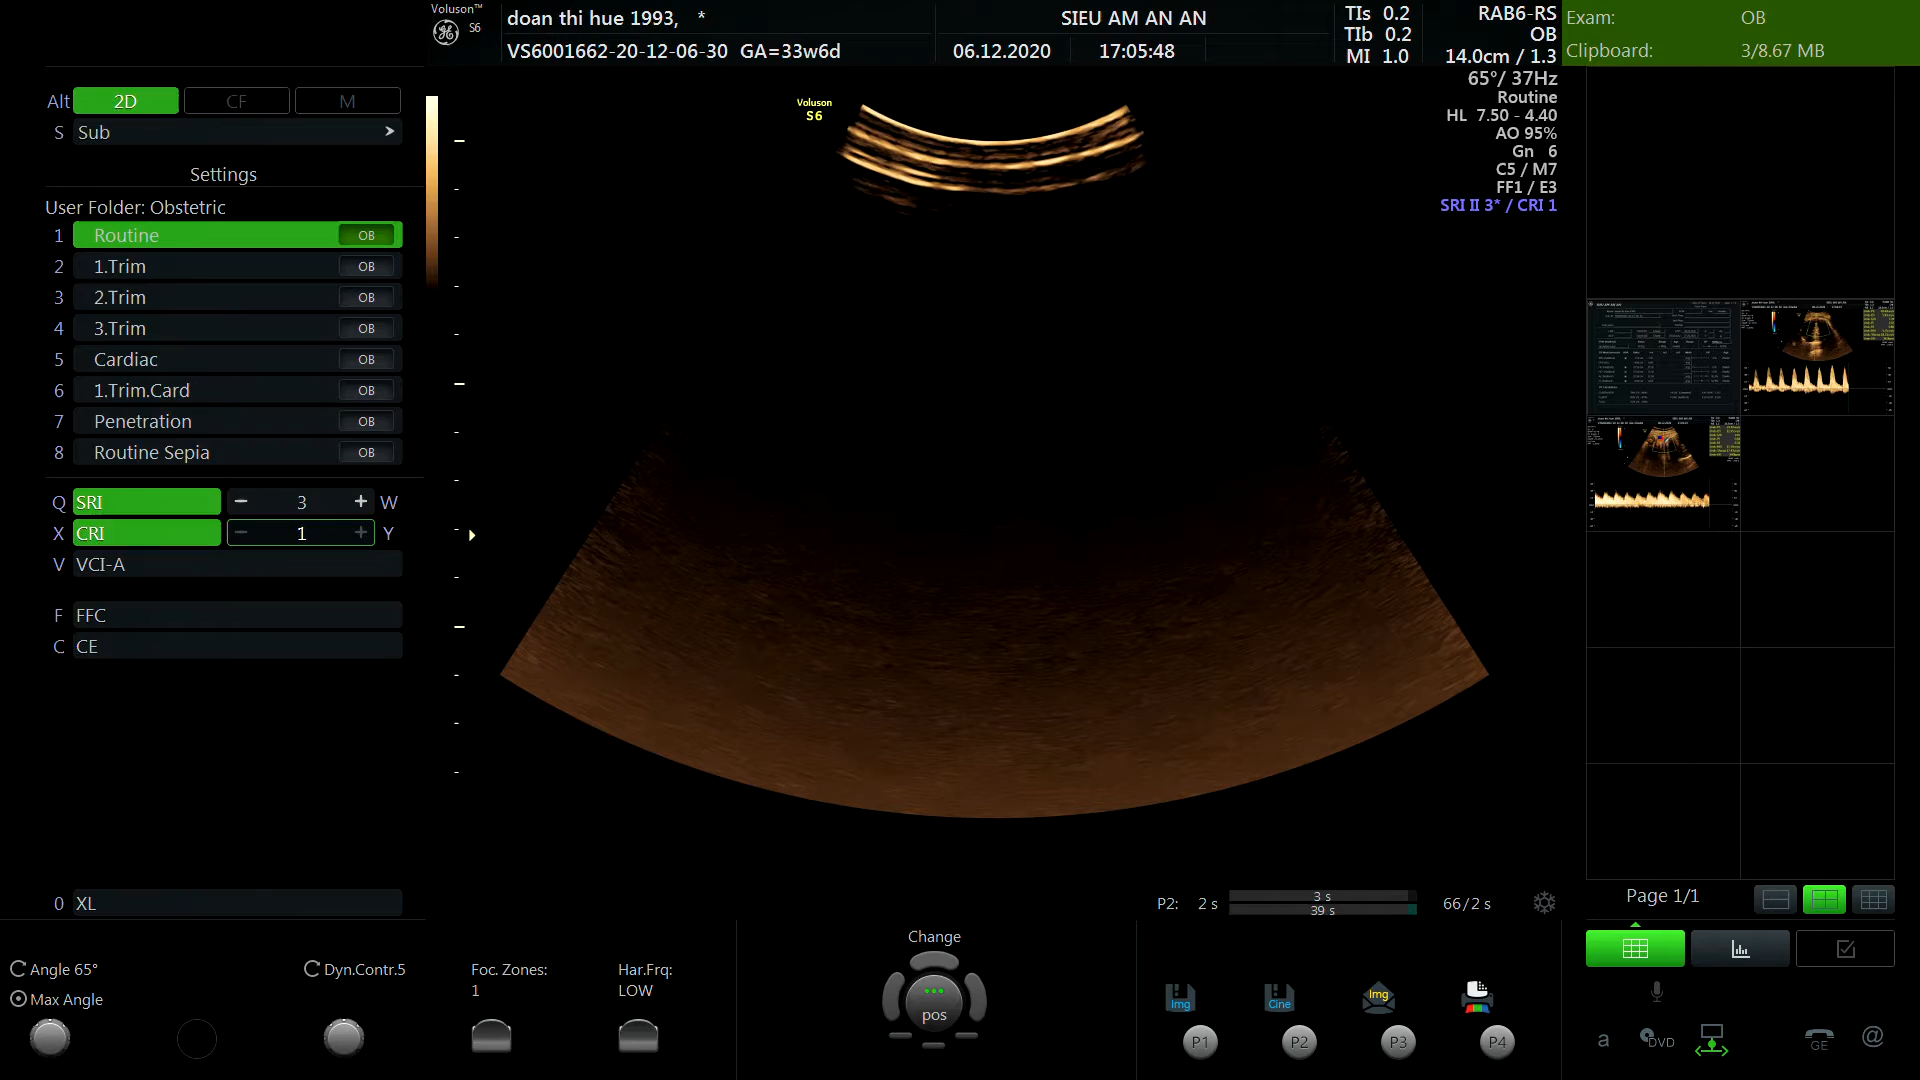 Voluson™
S6
doan thi hue 1993, *
SIEU AM AN AN
TIs 0.2
RAB6-RS
TIb 0.2
OB
VS6001662-20-12-06-30 GA=33w6d
06.12.2020
17:05:48
MI 1.0
14.0cm / 1.3
Exam: OB
Clipboard: 3/8.67 MB
65°/ 37Hz
Routine
HL 7.50 - 4.40
AO 95%
Gn 6
C5 / M7
FF1 / E3
SRI II 3* / CRI 1
Voluson
S6
Alt 2D CF M
S Sub >
Settings
User Folder: Obstetric
1 Routine OB
2 1.Trim OB
3 2.Trim OB
4 3.Trim OB
5 Cardiac OB
6 1.Trim.Card OB
7 Penetration OB
8 Routine Sepia OB
Q SRI − 3 + W
X CRI − 1 + Y
V VCI-A
F FFC
C CE
0 XL
P2: 2 s
3 s
39 s
66/2 s
Page 1/1
Angle 65°
Max Angle
Dyn.Contr.5
Foc. Zones:
1
Har.Frq:
LOW
Change
pos
Img
Cine
Img
P1
P2
P3
P4
a
DVD
GE
@